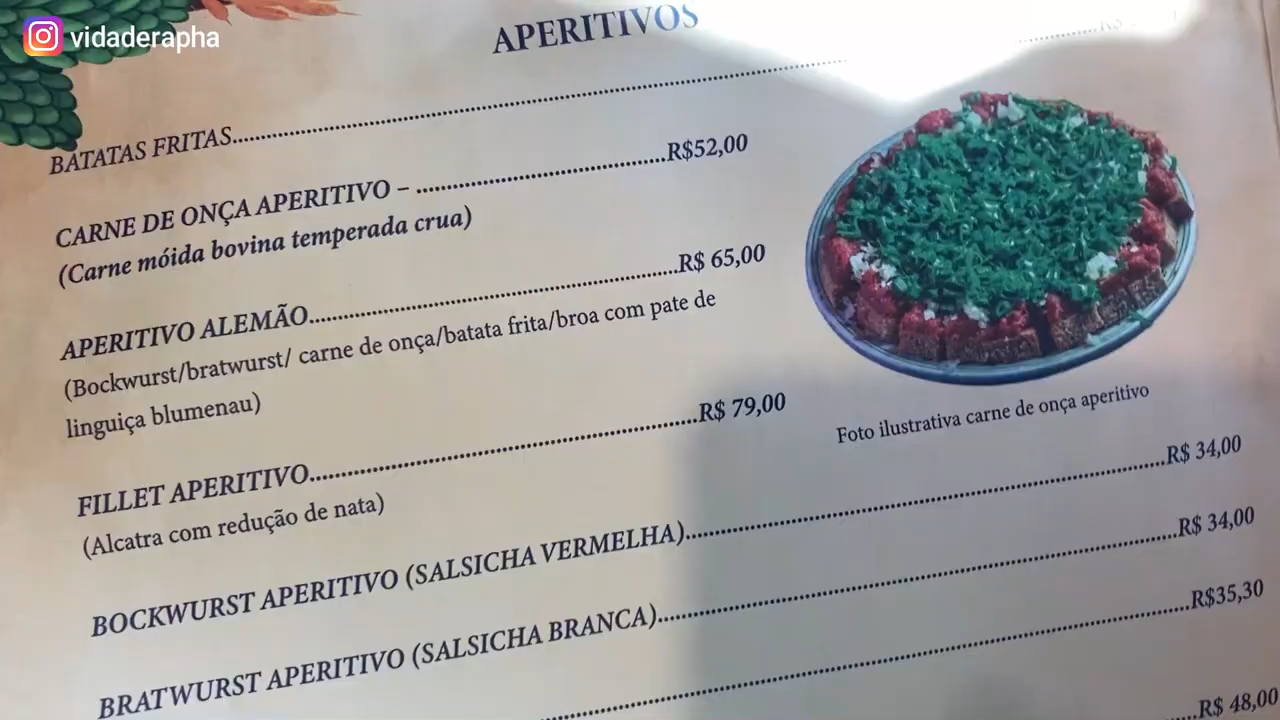 vidaderapha
APERITIVOS
BATATAS FRITAS
CARNE DE ONÇA APERITIVO – R$52,00
(Carne móida bovina temperada crua)
APERITIVO ALEMÃO R$ 65,00
(Bockwurst/bratwurst/ carne de onça/batata frita/broa com pate de
linguiça blumenau)
FILLET APERITIVO R$ 79,00
(Alcatra com redução de nata)
Foto ilustrativa carne de onça aperitivo
BOCKWURST APERITIVO (SALSICHA VERMELHA) R$ 34,00
BRATWURST APERITIVO (SALSICHA BRANCA) R$ 34,00
R$35,30
R$ 48,00